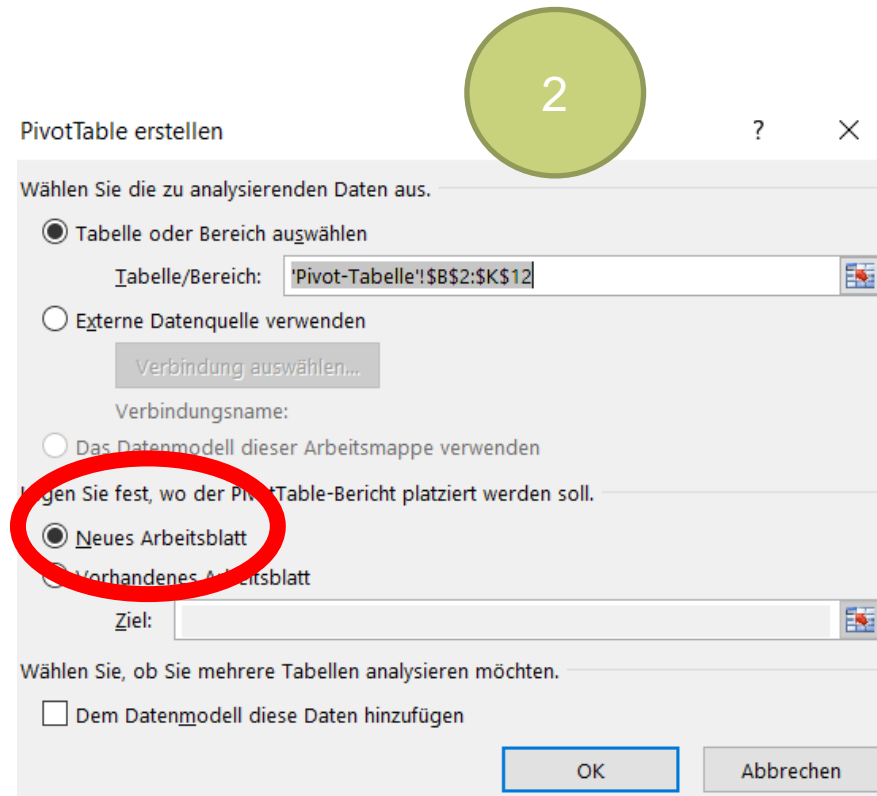 2
PivotTable erstellen
?
Wählen Sie die zu analysierenden Daten aus.
Tabelle oder Bereich auswählen
Tabelle/Bereich: 'Pivot-Tabelle'!$B$2:$K$12
Externe Datenquelle verwenden
Verbindung auswählen...
Verbindungsname:
Das Datenmodell dieser Arbeitsmappe verwenden
Legen Sie fest, wo der PivotTable-Bericht platziert werden soll.
Neues Arbeitsblatt
Vorhandenes Arbeitsblatt
Ziel:
Wählen Sie, ob Sie mehrere Tabellen analysieren möchten.
Dem Datenmodell diese Daten hinzufügen
OK Abbrechen